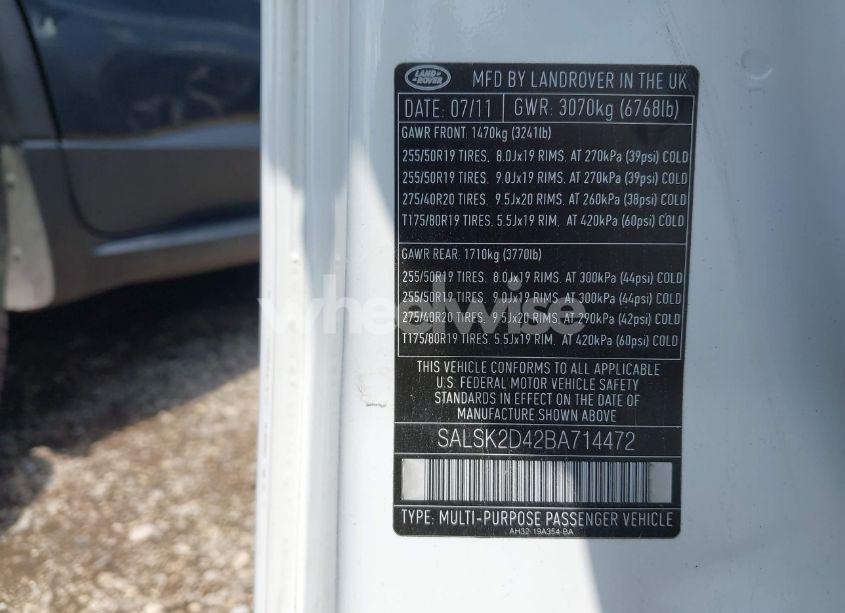 LAND
ROVER
MFD BY LANDROVER IN THE UK
DATE: 07/11 GWR: 3070kg (6768lb)
GAWR FRONT: 1470kg (3241lb)
255/50R19 TIRES, 8.0Jx19 RIMS, AT 270kPa (39psi) COLD
255/50R19 TIRES, 9.0Jx19 RIMS, AT 270kPa (39psi) COLD
275/40R20 TIRES, 9.5Jx20 RIMS, AT 260kPa (38psi) COLD
T175/80R19 TIRES, 5.5Jx19 RIM, AT 420kPa (60psi) COLD
GAWR REAR: 1710kg (3770lb)
255/50R19 TIRES, 8.0Jx19 RIMS, AT 300kPa (44psi) COLD
255/50R19 TIRES, 9.0Jx19 RIMS, AT 300kPa (44psi) COLD
275/40R20 TIRES, 9.5Jx20 RIMS, AT 290kPa (42psi) COLD
T175/80R19 TIRES, 5.5Jx19 RIM, AT 420kPa (60psi) COLD
wheelwise
THIS VEHICLE CONFORMS TO ALL APPLICABLE
U.S. FEDERAL MOTOR VEHICLE SAFETY
STANDARDS IN EFFECT ON THE DATE OF
MANUFACTURE SHOWN ABOVE
SALSK2D42BA714472
TYPE: MULTI-PURPOSE PASSENGER VEHICLE
AH32-19A354-BA